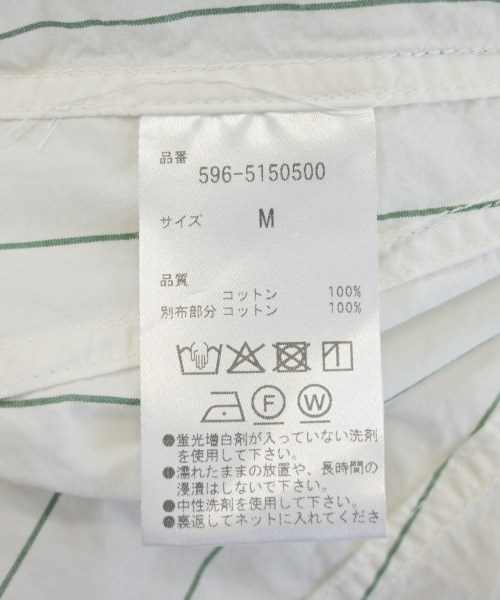 品番
596-5150500
サイズ M
品質
コットン 100%
別布部分 コットン 100%
F W
●蛍光増白剤が入っていない洗剤
を使用して下さい。
●濡れたままの放置や、長時間の
浸漬はしないで下さい。
●中性洗剤を使用して下さい。
●裏返してネットに入れてくださ